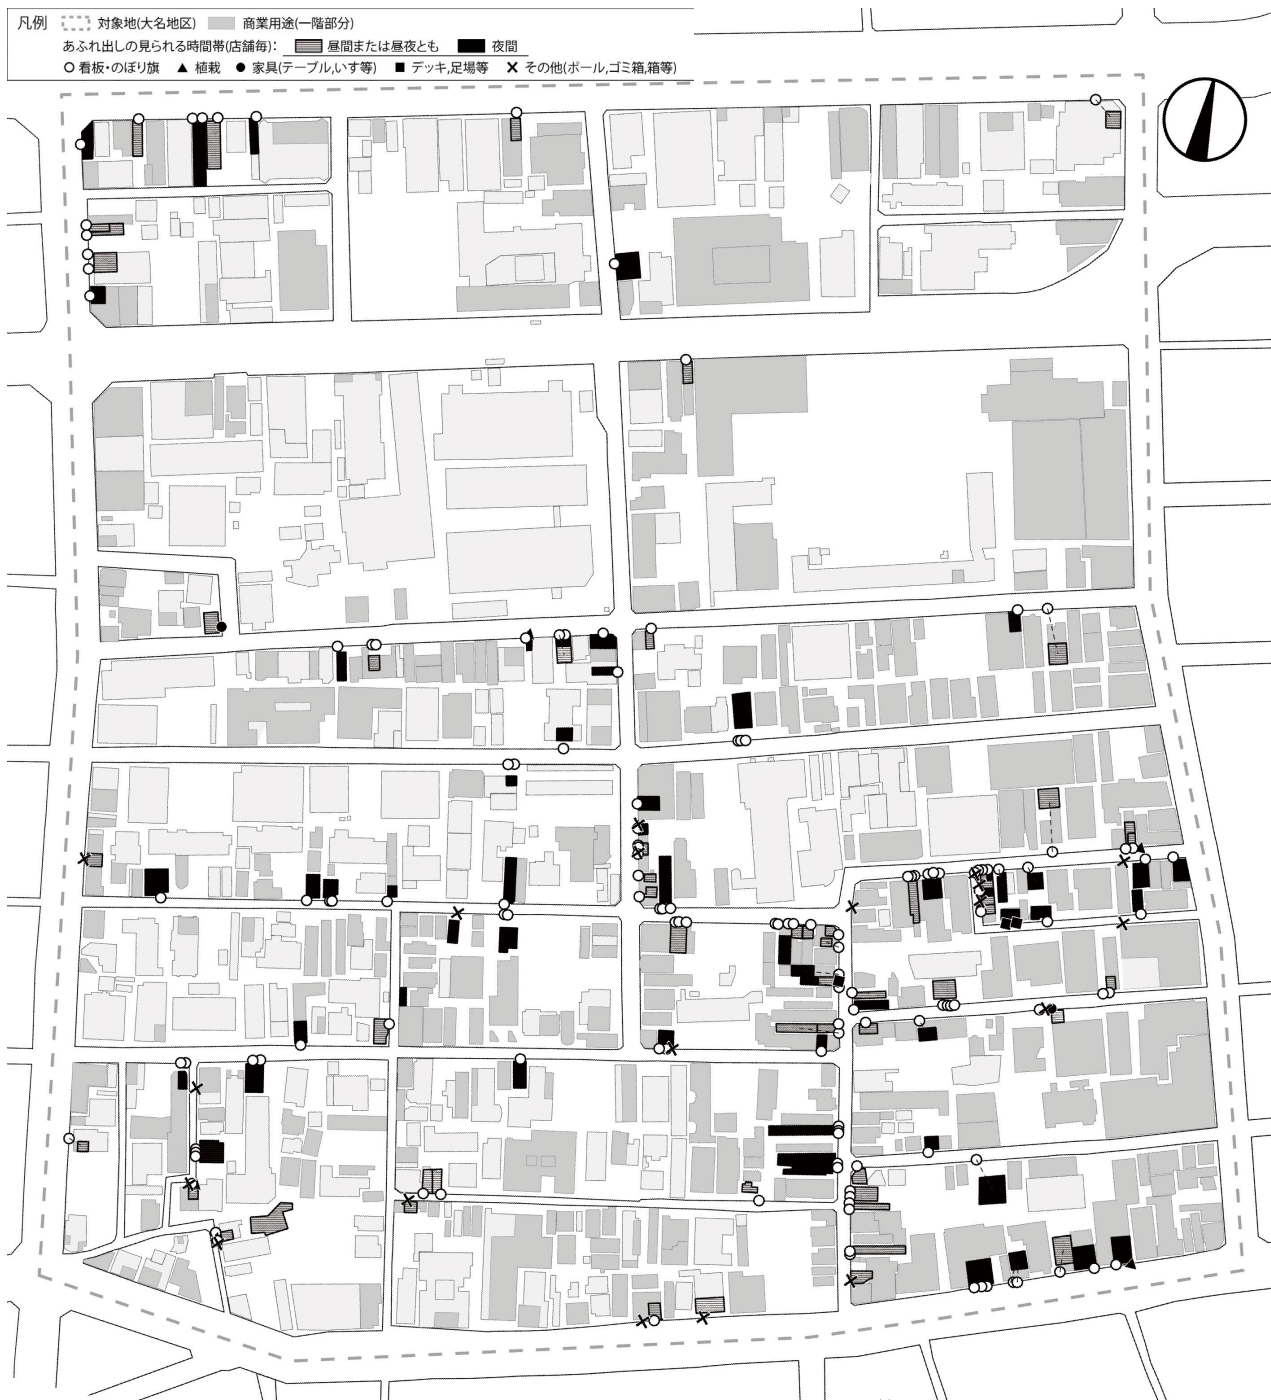 凡例 対象地(大名地区) 商業用途(一階部分)
あふれ出しの見られる時間帯(店舗毎): 昼間または昼夜とも 夜間
看板・のぼり旗 植栽 家具(テーブル,いす等) デッキ,足場等 その他(ポール,ゴミ箱,箱等)